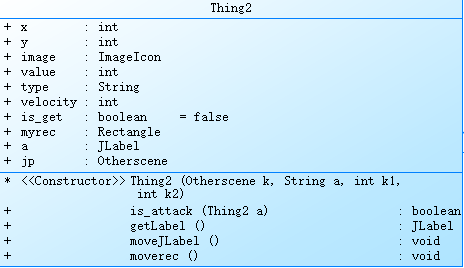 Thing2
+ x : int
+ y : int
+ image : ImageIcon
+ value : int
+ type : String
+ velocity : int
+ is_get : boolean = false
+ myrec : Rectangle
+ a : JLabel
+ jp : Otherscene
* <<Constructor>> Thing2 (Otherscene k, String a, int k1,
int k2)
+ is_attack (Thing2 a) : boolean
+ getLabel () : JLabel
+ moveJLabel () : void
+ moverec () : void